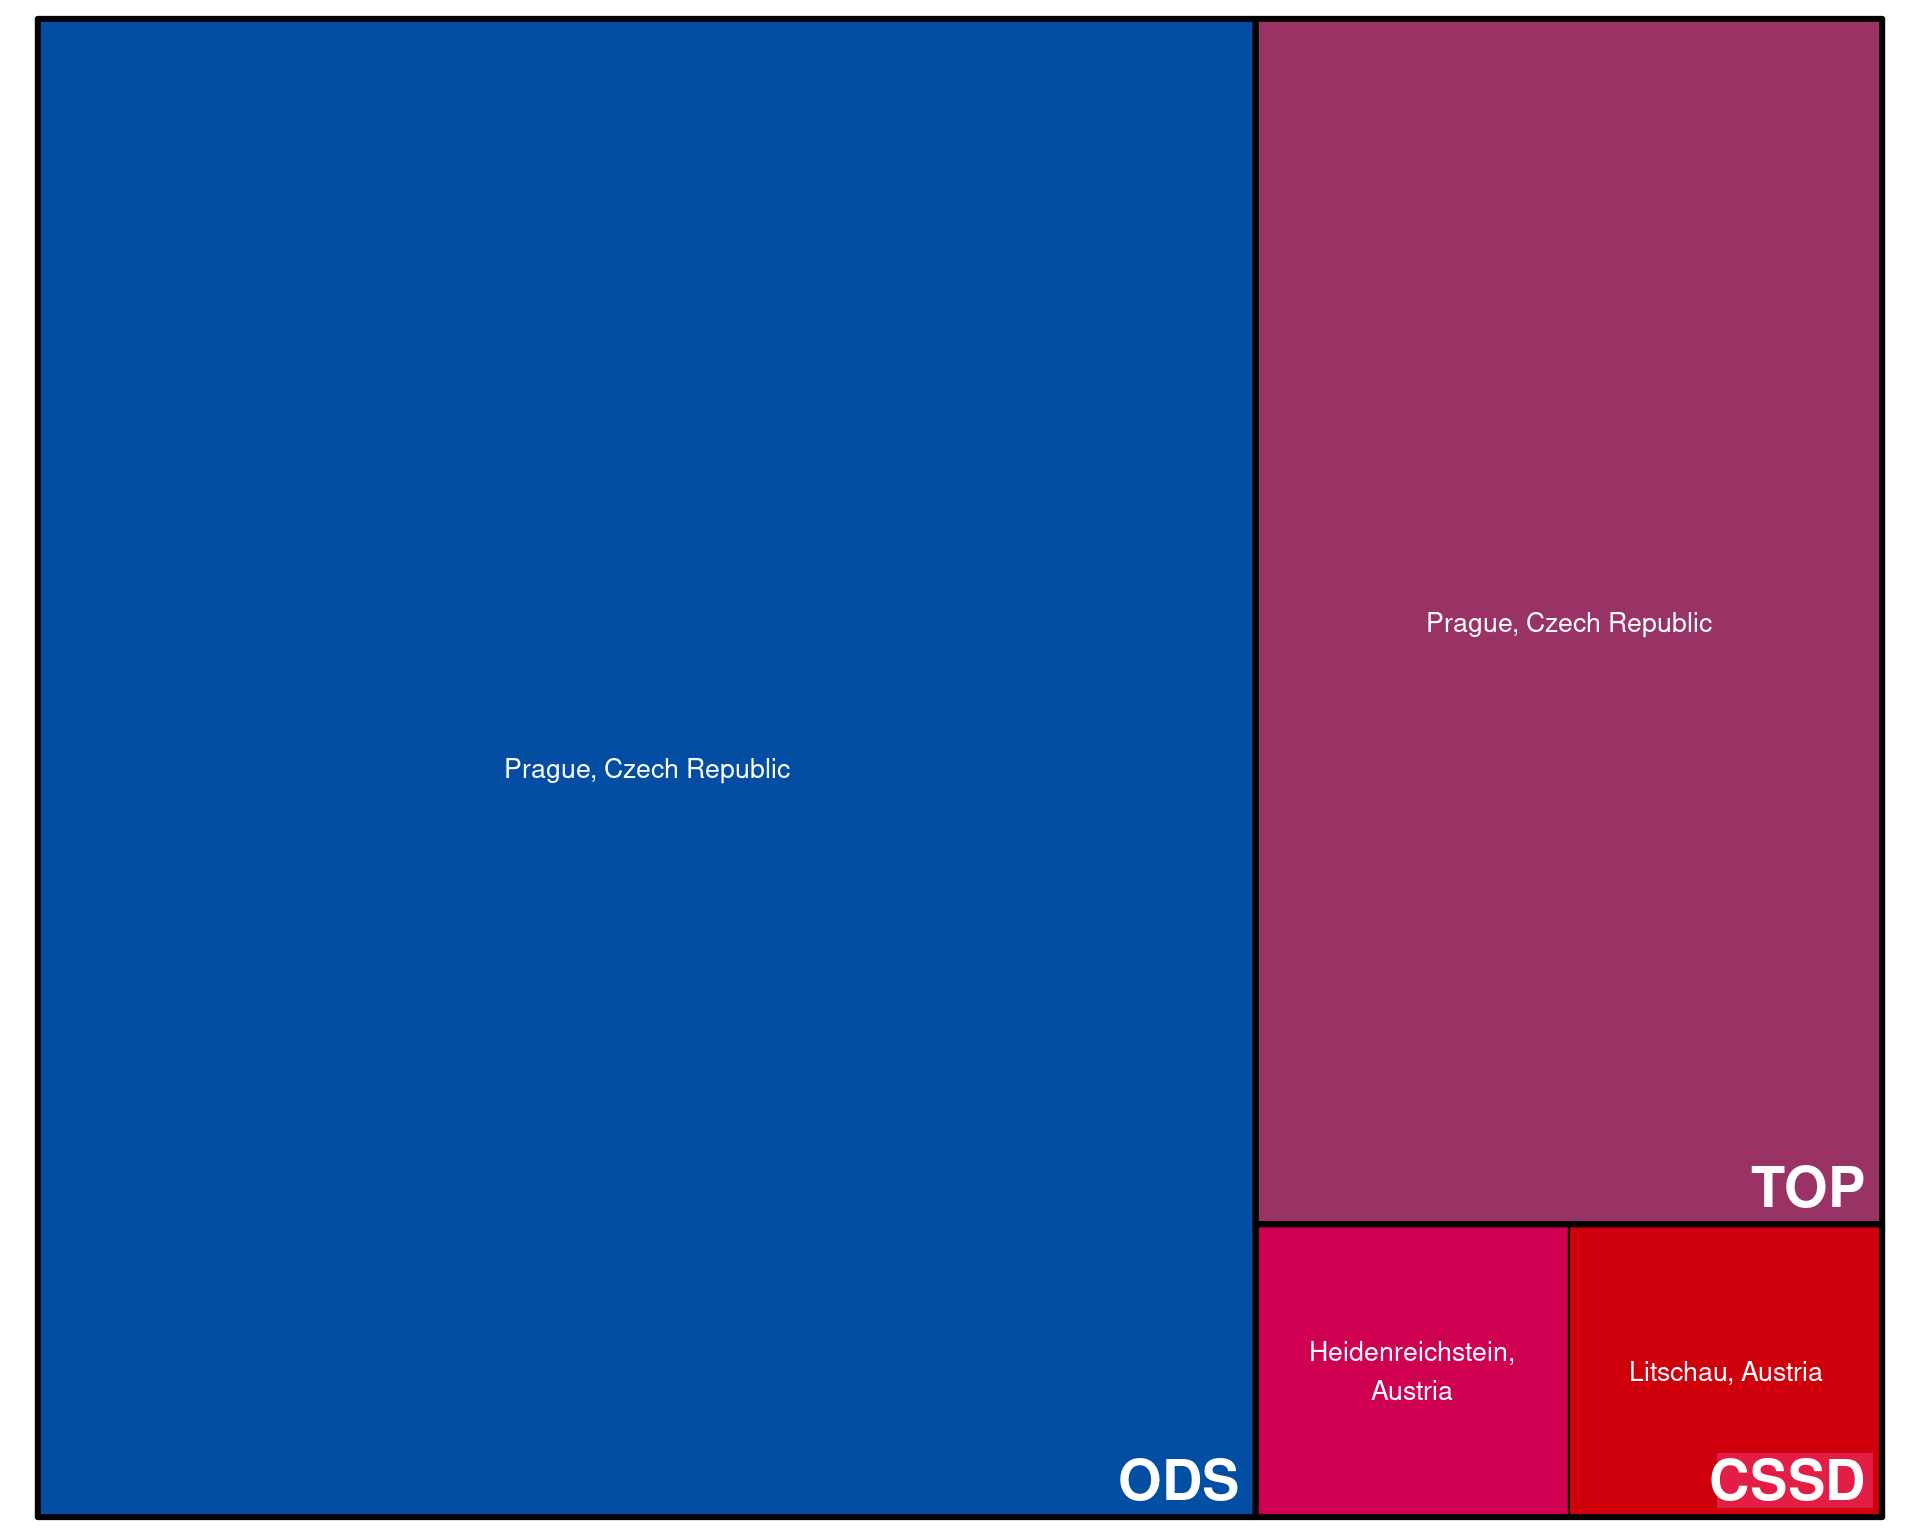 Prague, Czech Republic
ODS
Prague, Czech Republic
TOP
Heidenreichstein,
Austria
Litschau, Austria
CSSD